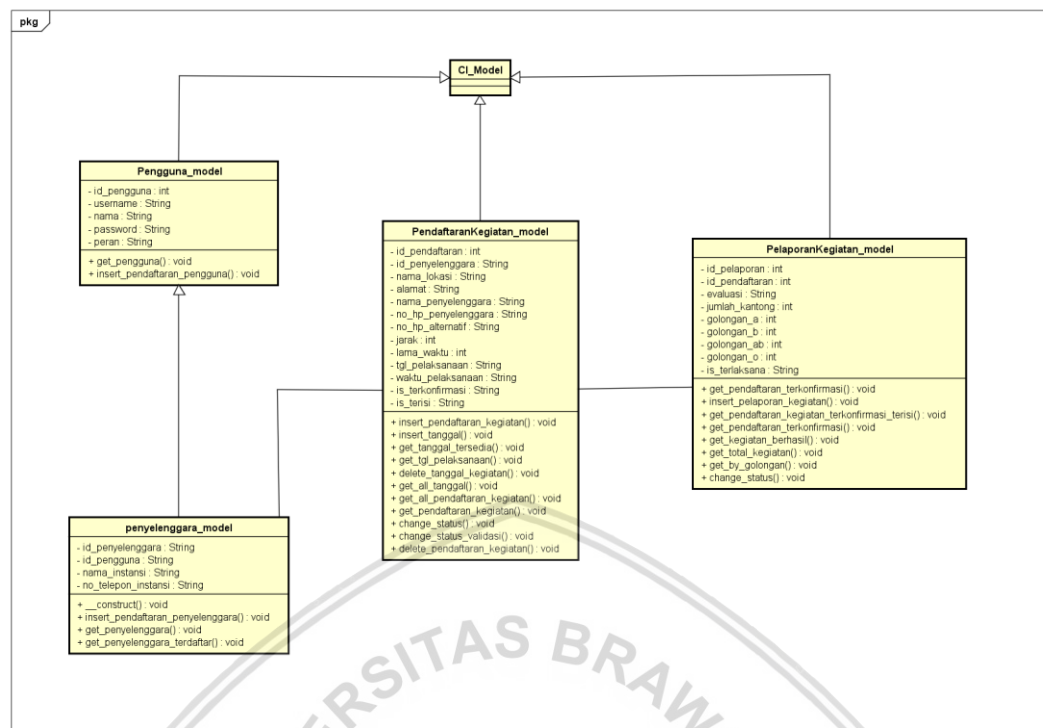 pkg
CI_Model
Pengguna_model
- id_pengguna : int
- username : String
- nama : String
- password : String
- peran : String
+ get_pengguna() : void
+ insert_pendaftaran_pengguna() : void
PendaftaranKegiatan_model
- id_pendaftaran : int
- id_penyelenggara : String
- nama_lokasi : String
- alamat : String
- nama_penyelenggara : String
- no_hp_penyelenggara : String
- no_hp_alternatif : String
- jarak : int
- lama_waktu : int
- tgl_pelaksanaan : String
- waktu_pelaksanaan : String
- is_terkonfirmasi : String
- is_terisi : String
+ insert_pendaftaran_kegiatan() : void
+ insert_tanggal() : void
+ get_tanggal_tersedia() : void
+ get_tgl_pelaksanaan() : void
+ delete_tanggal_kegiatan() : void
+ get_all_tanggal() : void
+ get_all_pendaftaran_kegiatan() : void
+ get_pendaftaran_kegiatan() : void
+ change_status() : void
+ change_status_validasi() : void
+ delete_pendaftaran_kegiatan() : void
PelaporanKegiatan_model
- id_pelaporan : int
- id_pendaftaran : int
- evaluasi : String
- jumlah_kantong : int
- golongan_a : int
- golongan_b : int
- golongan_ab : int
- golongan_o : int
- is_terlaksana : String
+ get_pendaftaran_terkonfirmasi() : void
+ insert_pelaporan_kegiatan() : void
+ get_pendaftaran_kegiatan_terkonfirmasi_terisi() : void
+ get_pendaftaran_terkonfirmasi() : void
+ get_kegiatan_berhasil() : void
+ get_total_kegiatan() : void
+ get_by_golongan() : void
+ change_status() : void
penyelenggara_model
- id_penyelenggara : String
- id_pengguna : String
- nama_instansi : String
- no_telepon_instansi : String
+ __construct() : void
+ insert_pendaftaran_penyelenggara() : void
+ get_penyelenggara() : void
+ get_penyelenggara_terdaftar() : void
ERSITAS BRAW